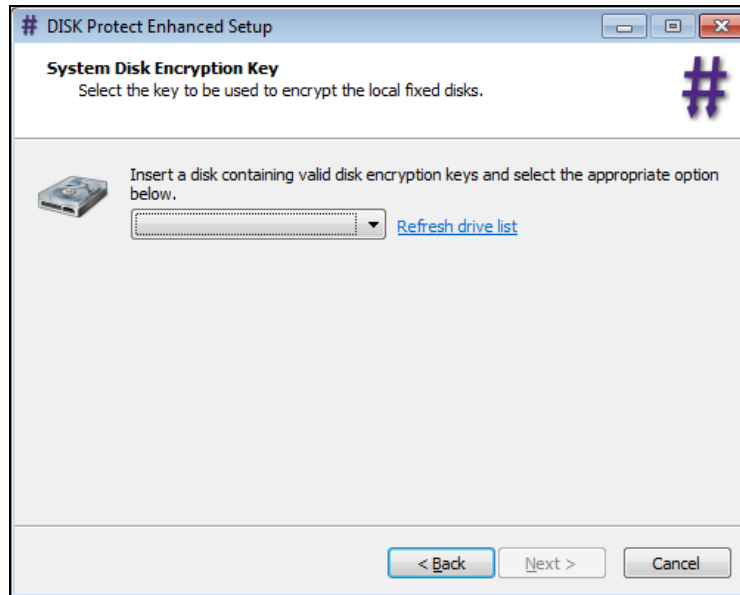 # DISK Protect Enhanced Setup
System Disk Encryption Key
Select the key to be used to encrypt the local fixed disks.
#
Insert a disk containing valid disk encryption keys and select the appropriate option
below.
Refresh drive list
< Back
Next >
Cancel